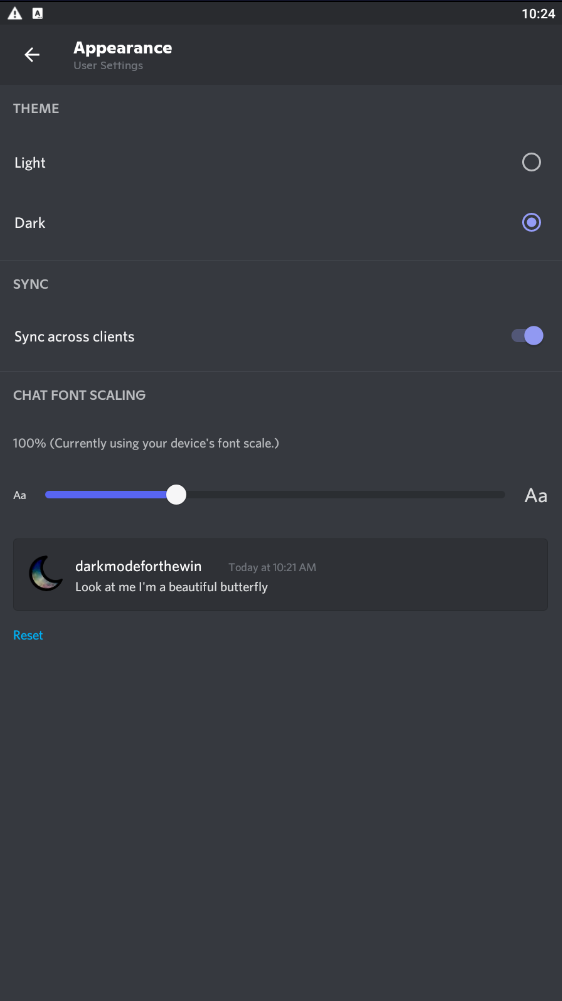 10:24
Appearance
User Settings
THEME
Light
Dark
SYNC
Sync across clients
CHAT FONT SCALING
100% (Currently using your device's font scale.)
Aa Aa
darkmodeforthewin Today at 10:21 AM
Look at me I'm a beautiful butterfly
Reset